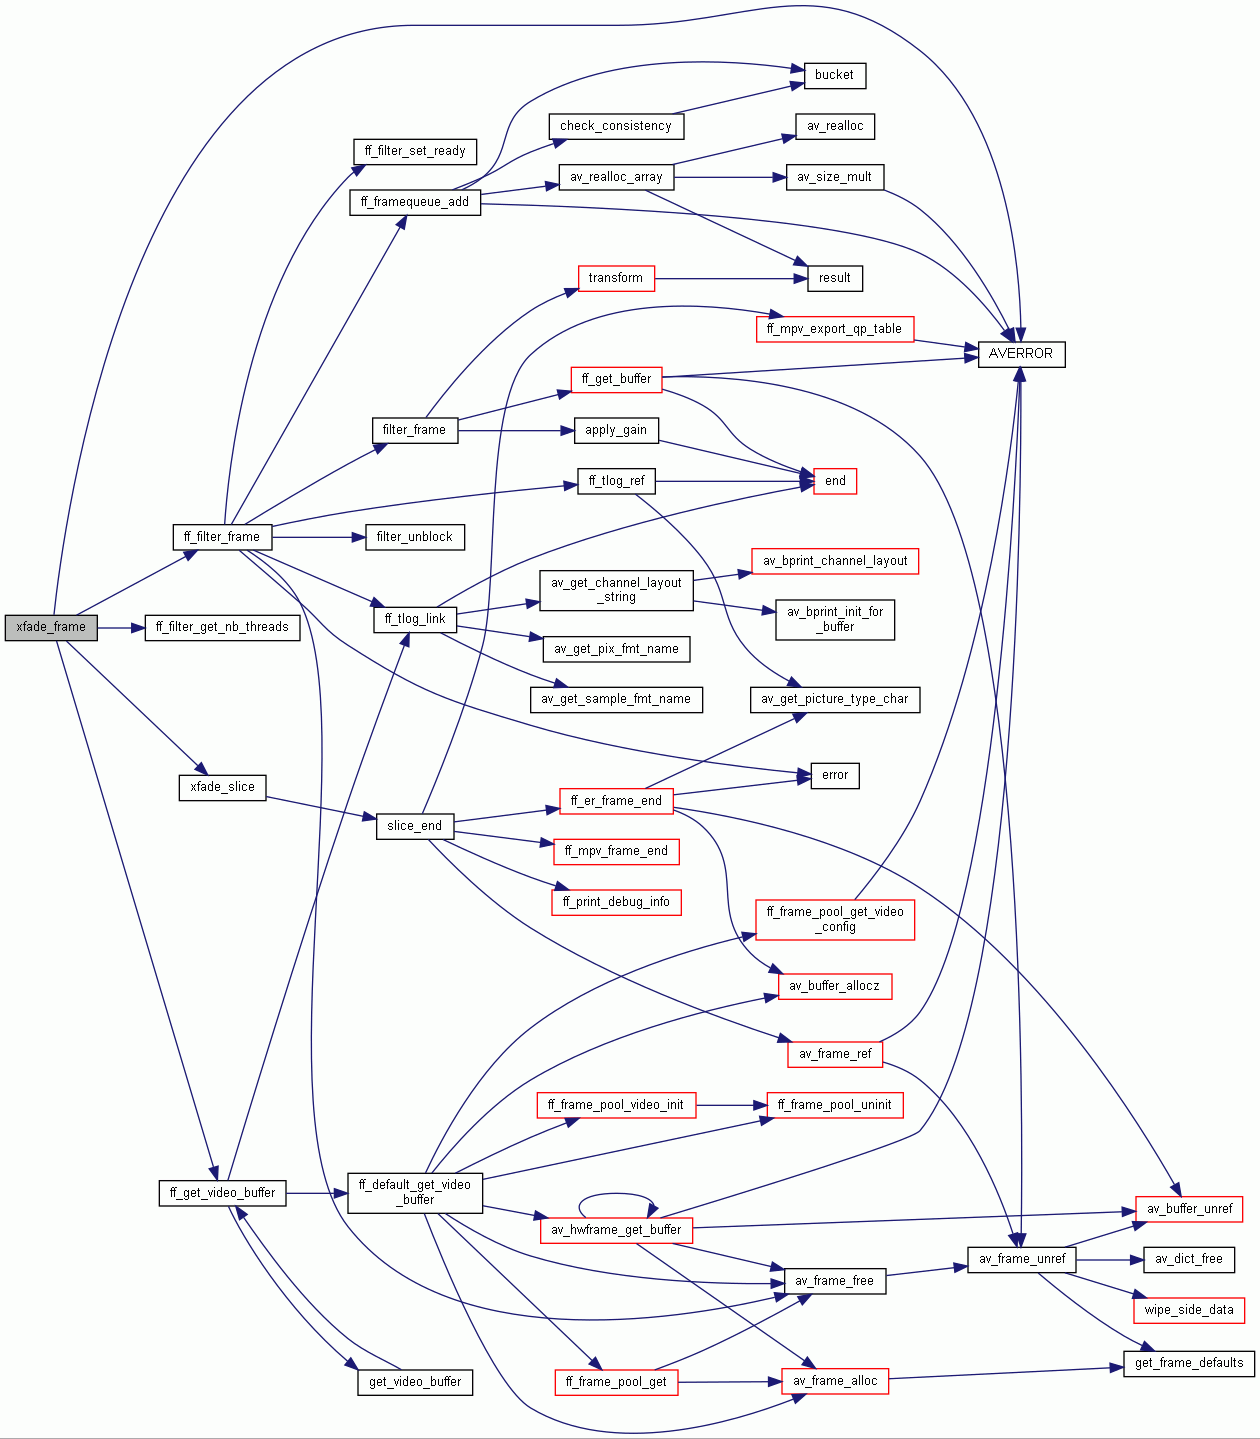 bucket
check_consistency
av_realloc
ff_filter_set_ready
av_realloc_array
av_size_mult
ff_framequeue_add
transform
result
ff_mpv_export_qp_table
AVERROR
ff_get_buffer
filter_frame
apply_gain
ff_tlog_ref
end
ff_filter_frame
filter_unblock
av_bprint_channel_layout
av_get_channel_layout
_string
av_bprint_init_for
_buffer
xfade_frame
ff_filter_get_nb_threads
ff_tlog_link
av_get_pix_fmt_name
av_get_sample_fmt_name
av_get_picture_type_char
error
xfade_slice
ff_er_frame_end
slice_end
ff_mpv_frame_end
ff_print_debug_info
ff_frame_pool_get_video
_config
av_buffer_allocz
av_frame_ref
ff_frame_pool_video_init
ff_frame_pool_uninit
ff_get_video_buffer
ff_default_get_video
_buffer
av_hwframe_get_buffer
av_buffer_unref
av_frame_unref
av_dict_free
av_frame_free
wipe_side_data
get_frame_defaults
get_video_buffer
ff_frame_pool_get
av_frame_alloc